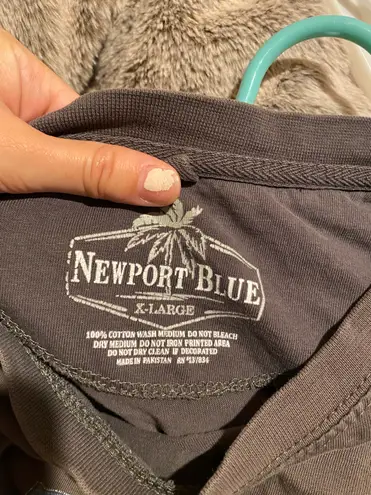 NEWPORT BLUE
X-LARGE
100% COTTON WASH MEDIUM DO NOT BLEACH
DRY MEDIUM DO NOT IRON PRINTED AREA
DO NOT DRY CLEAN IF DECORATED
MADE IN PAKISTAN RN